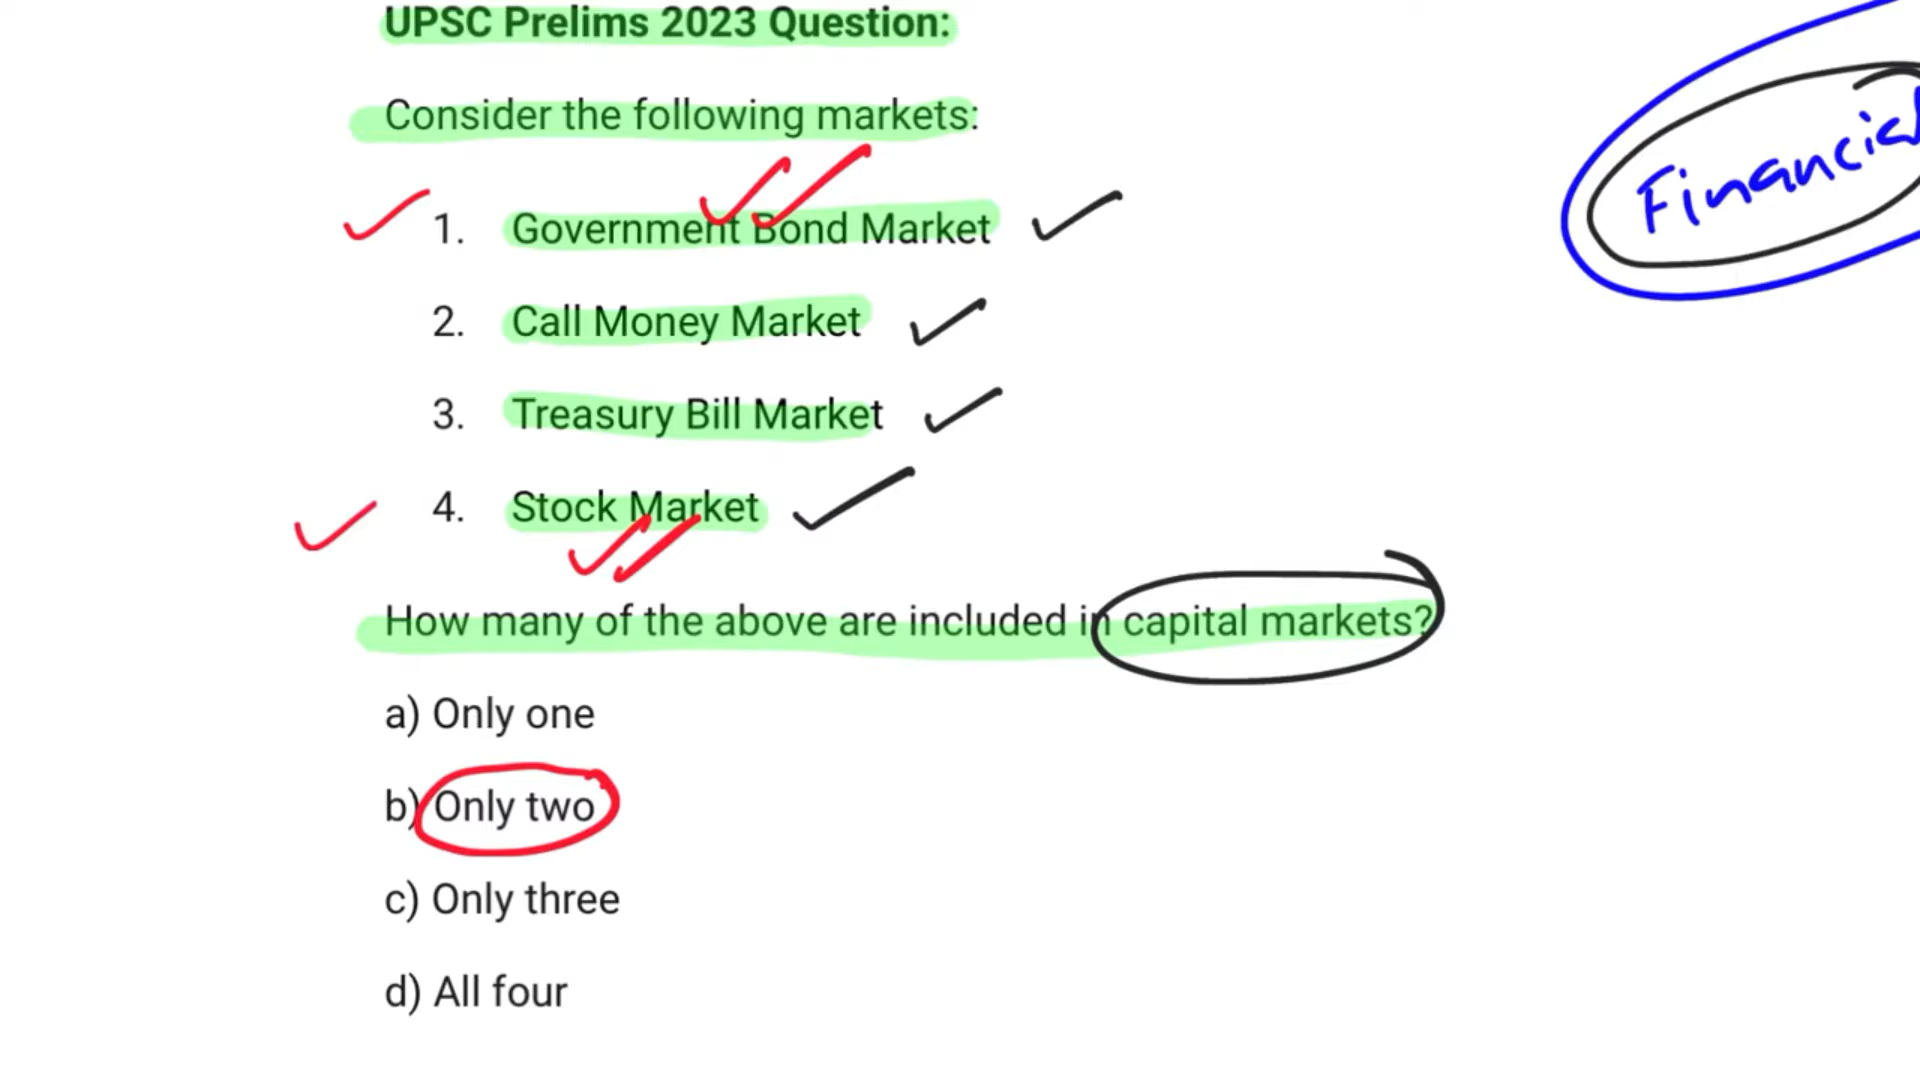 UPSC Prelims 2023 Question:
Consider the following markets:
1. Government Bond Market
2. Call Money Market
3. Treasury Bill Market
4. Stock Market
How many of the above are included in capital markets?
a) Only one
b) Only two
c) Only three
d) All four
Financial